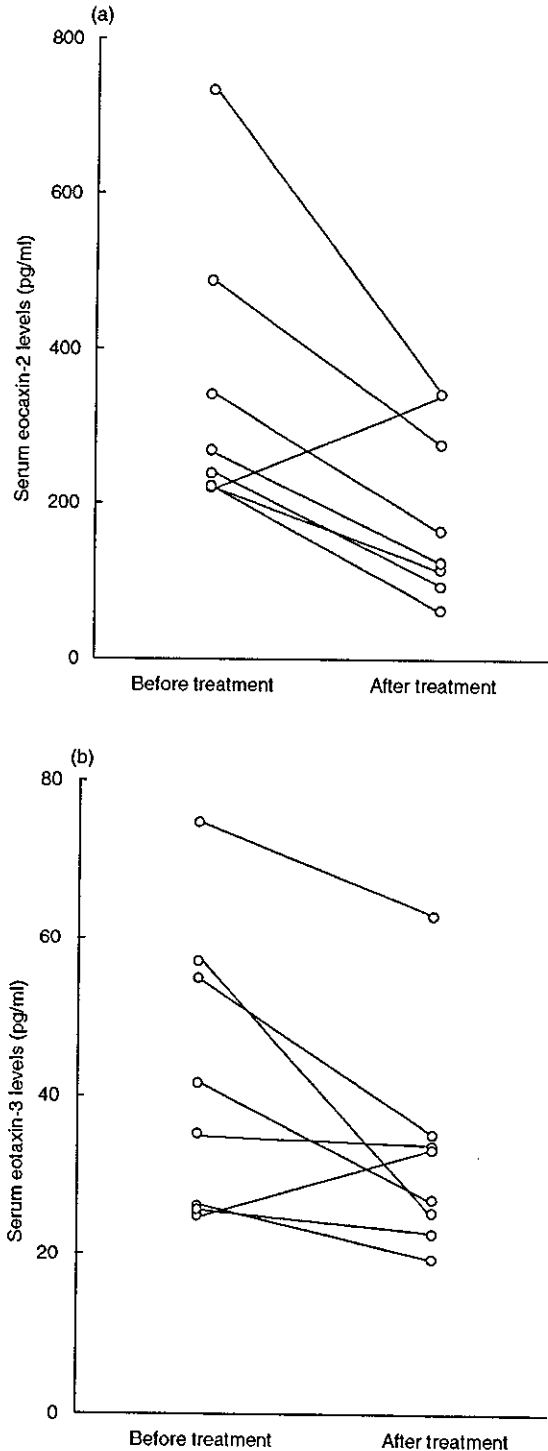 (a)
800
600
400
200
0
Serum eocaxin-2 levels (pg/ml)
Before treatment After treatment
(b)
80
60
40
20
0
Serum eotaxin-3 levels (pg/ml)
Before treatment After treatment